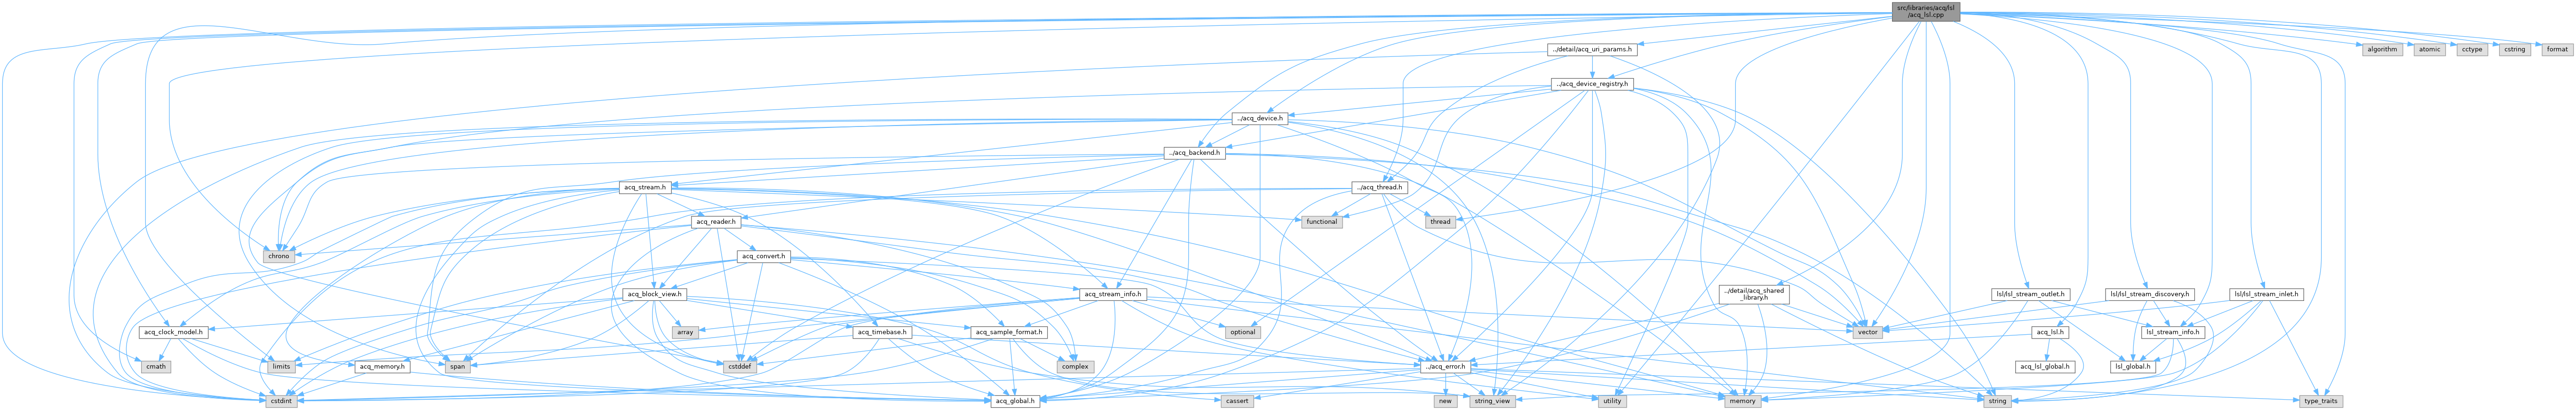 src/libraries/acq/lsl
/acq_lsl.cpp
../detail/acq_uri_params.h
algorithm
atomic
cctype
cstring
format
../acq_device_registry.h
../acq_device.h
../acq_backend.h
acq_stream.h
../acq_thread.h
acq_reader.h
functional
thread
chrono
acq_convert.h
acq_block_view.h
acq_stream_info.h
../detail/acq_shared
_library.h
lsl/lsl_stream_outlet.h
lsl/lsl_stream_discovery.h
lsl/lsl_stream_inlet.h
acq_clock_model.h
array
acq_timebase.h
acq_sample_format.h
optional
vector
acq_lsl.h
lsl_stream_info.h
cmath
limits
acq_memory.h
span
cstddef
complex
../acq_error.h
acq_lsl_global.h
lsl_global.h
cstdint
acq_global.h
cassert
new
string_view
utility
memory
string
type_traits